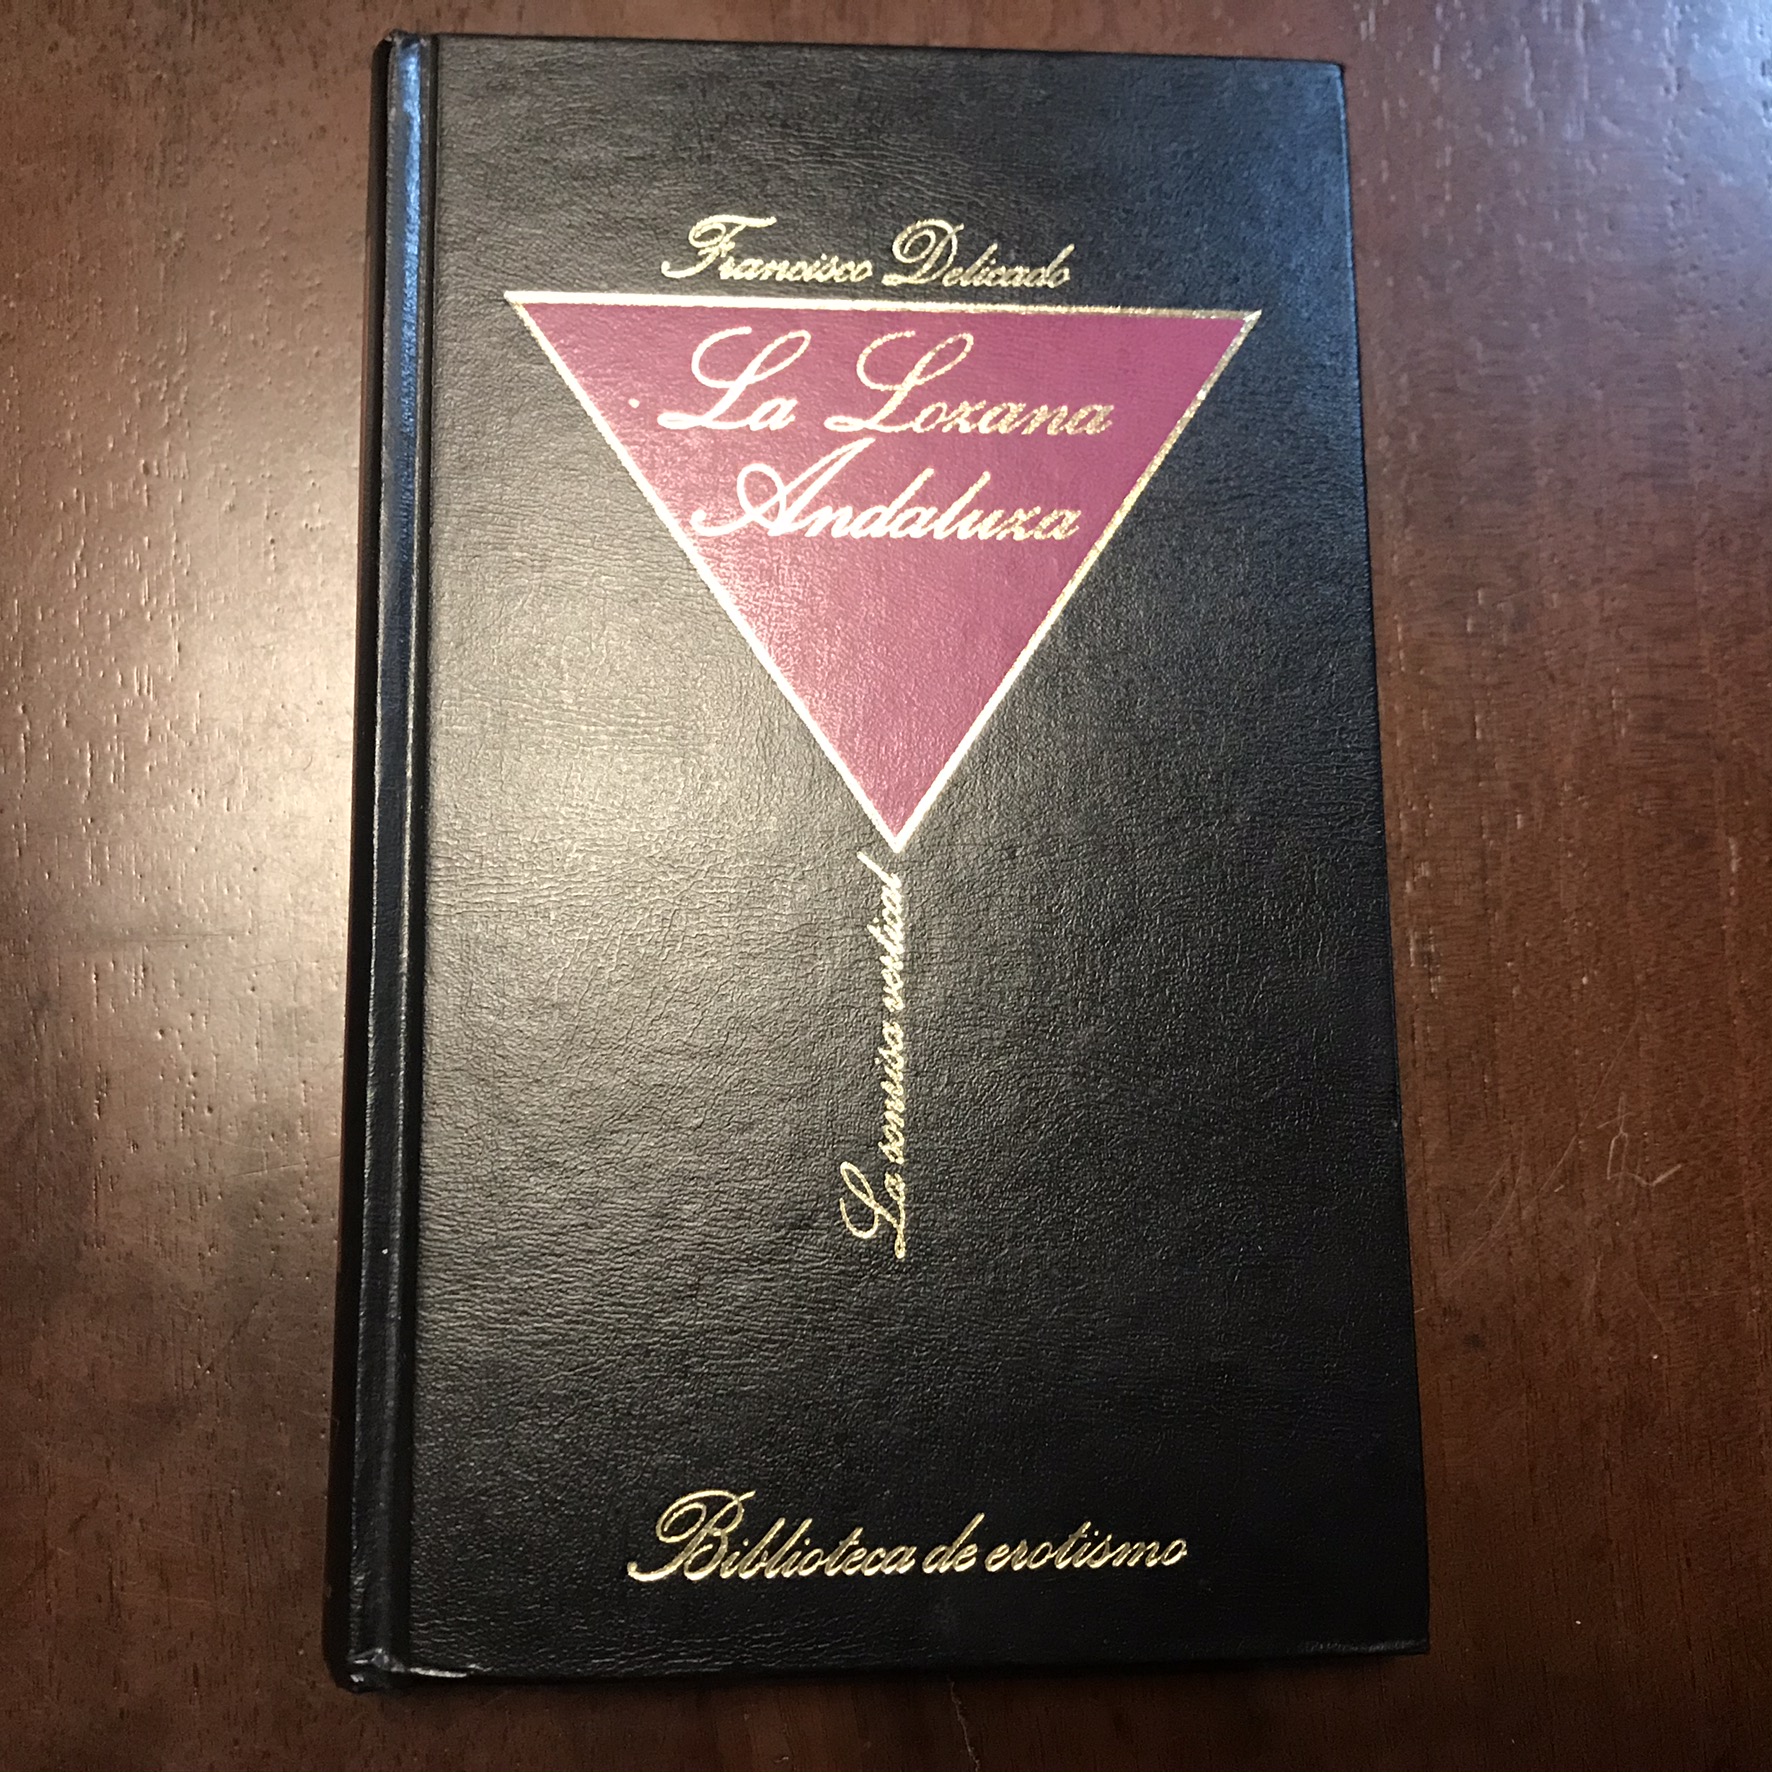 Francisco Delicado
La Lozana
Andaluza
La sonrisa vertical
Biblioteca de erotismo